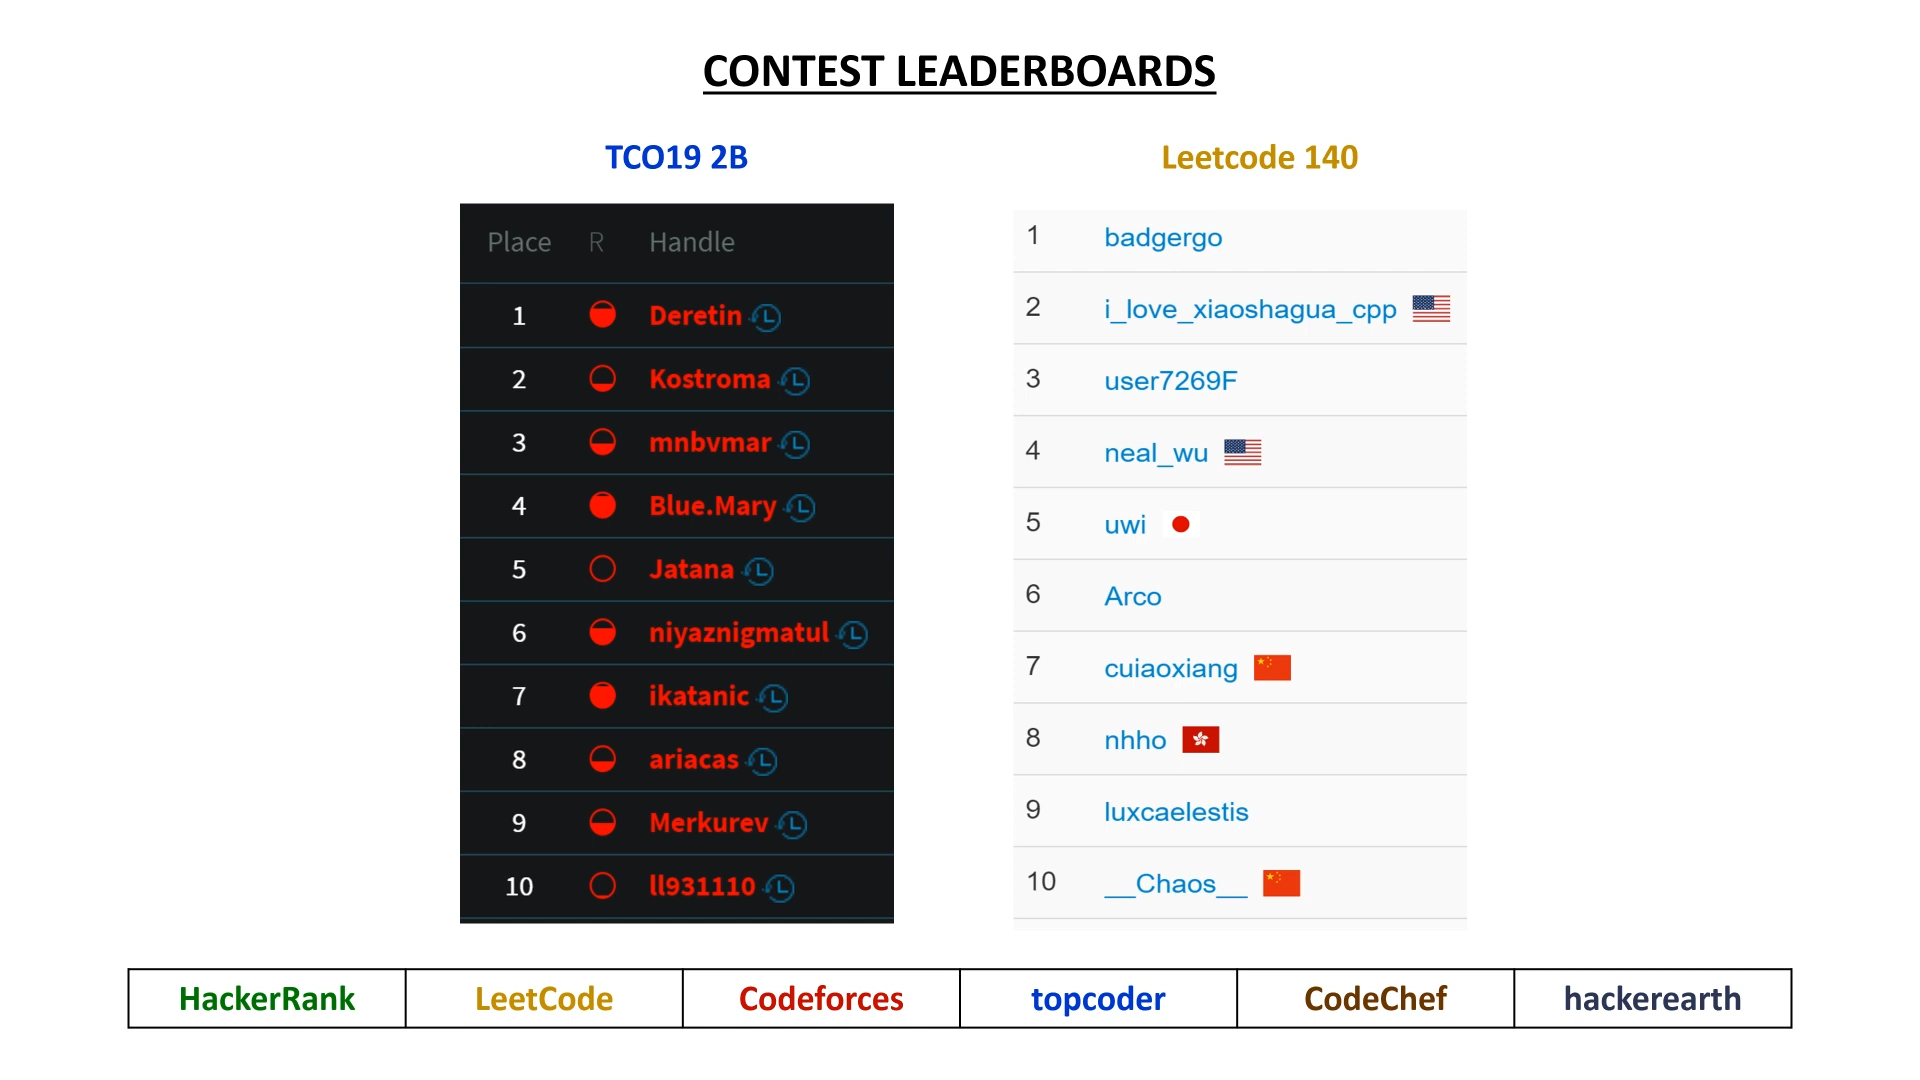 CONTEST LEADERBOARDS
TCO19 2B
Place R Handle
1 Deretin
2 Kostroma
3 mnbvmar
4 Blue.Mary
5 Jatana
6 niyaznigmatul
7 ikatanic
8 ariacas
9 Merkurev
10 ll931110
Leetcode 140
1 badgergo
2 i_love_xiaoshagua_cpp
3 user7269F
4 neal_wu
5 uwi
6 Arco
7 cuiaoxiang
8 nhho
9 luxcaelestis
10 __Chaos__
HackerRank LeetCode Codeforces topcoder CodeChef hackerearth